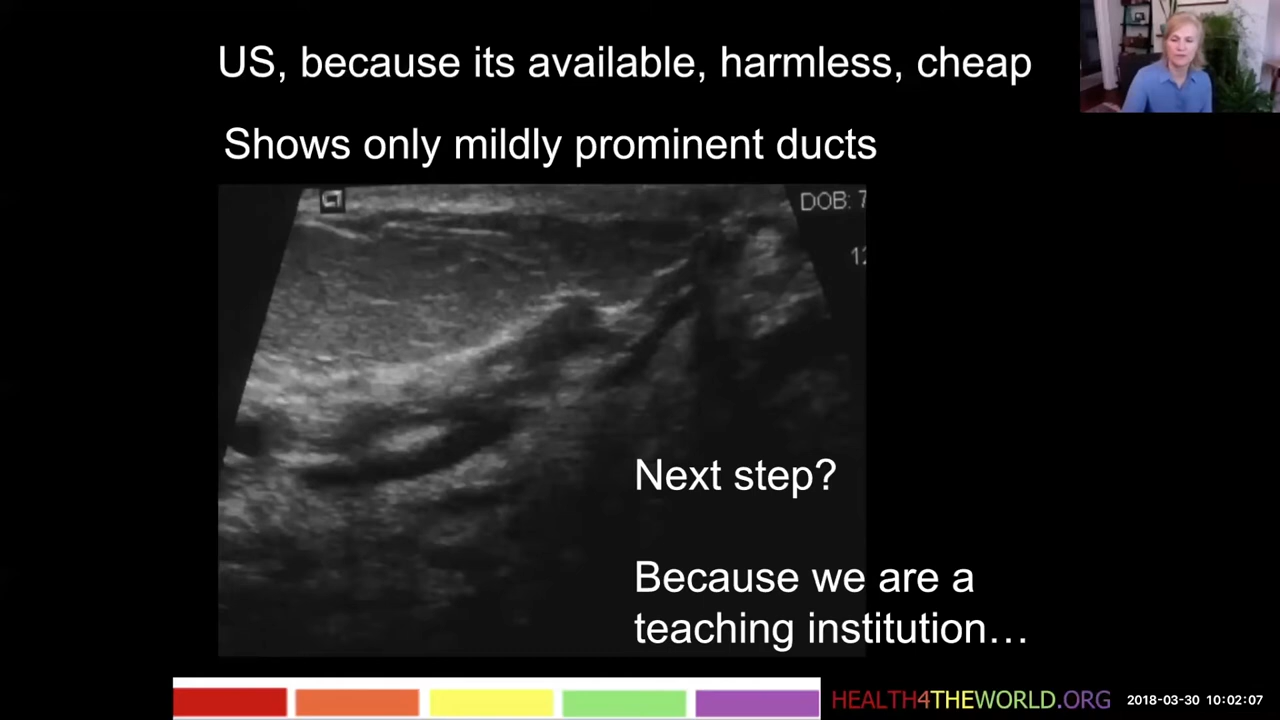 US, because its available, harmless, cheap
Shows only mildly prominent ducts
DOB: 7
12
Next step?
Because we are a
teaching institution…
HEALTH4THEWORLD.ORG
2018-03-30 10:02:07